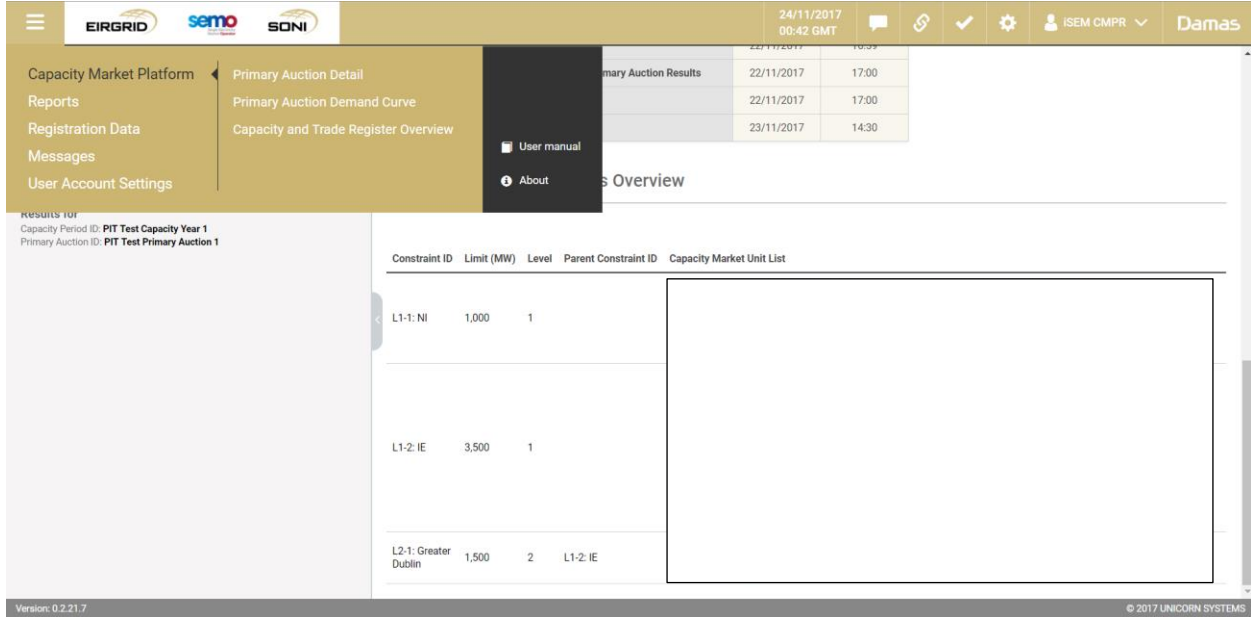 EIRGRID semo SONI 24/11/2017 iSEM CMPR Damas
00:42 GMT
Capacity Market Platform Primary Auction Detail
Reports Primary Auction Demand Curve
Registration Data Capacity and Trade Register Overview
Messages
User Account Settings
User manual
About
22/11/2017 16:59
mary Auction Results 22/11/2017 17:00
22/11/2017 17:00
23/11/2017 14:30
s Overview
Results for
Capacity Period ID: PIT Test Capacity Year 1
Primary Auction ID: PIT Test Primary Auction 1
Constraint ID Limit (MW) Level Parent Constraint ID Capacity Market Unit List
L1-1: NI 1,000 1
L1-2: IE 3,500 1
L2-1: Greater
Dublin 1,500 2 L1-2: IE
Version: 0.2.21.7 © 2017 UNICORN SYSTEMS